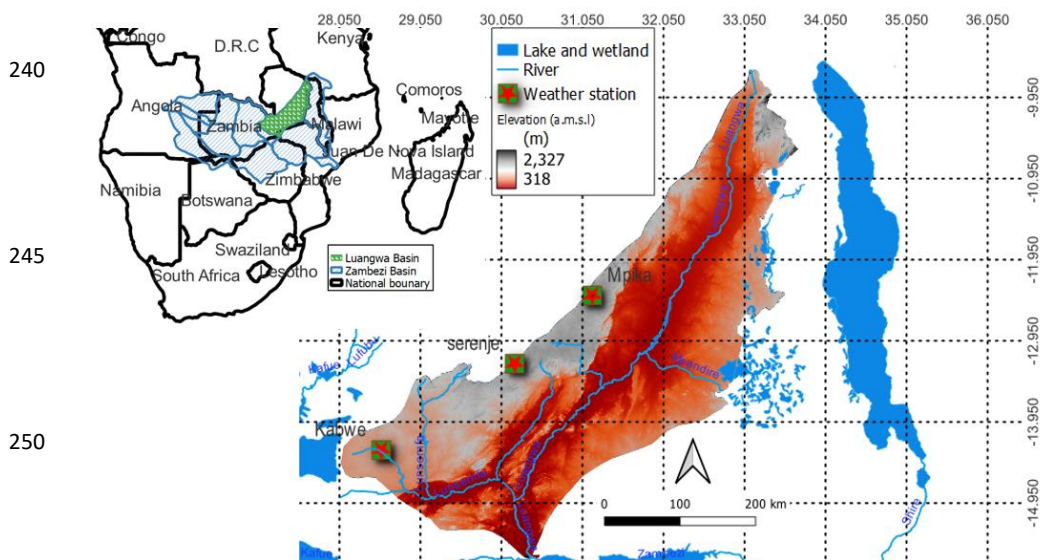 28.050 29.050 30.050 31.050 32.050 33.050 34.050 35.050 36.050
Congo
D.R.C
Kenya
240
Angola
Zambia
Malawi
Comoros
Mayotte
Juan De Nova Island
Madagascar
Zimbabwe
Namibia
Botswana
Swaziland
South Africa
Lesotho
245
250
Luangwa Basin
Zambezi Basin
National bounary
Lake and wetland
River
Weather station
Elevation (a.m.s.l)
(m)
2,327
318
-9.950
-10.950
-11.950
-12.950
-13.950
-14.950
Luangwa
Mpika
serenje
Kabwe
Kafue
Lufubu
Kafue
Zambezi
Shire
0 100 200 km